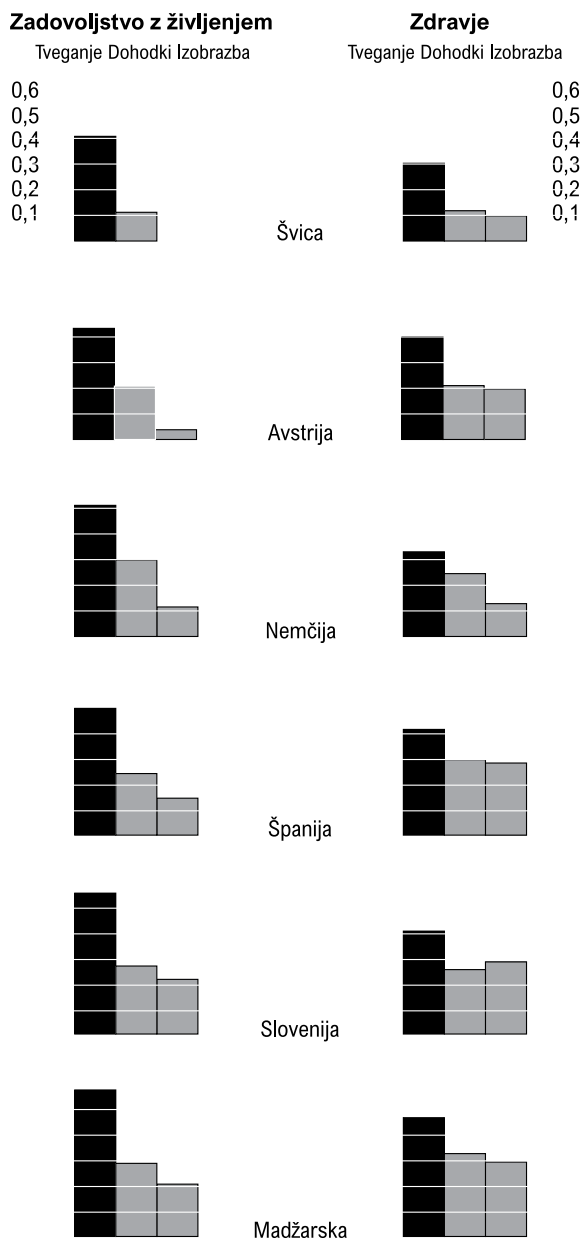 Zadovoljstvo z življenjem Zdravje
Tveganje Dohodki Izobrazba Tveganje Dohodki Izobrazba
0,6 0,6
0,5 0,5
0,4 0,4
0,3 0,3
0,2 0,2
0,1 0,1
Švica
Avstrija
Nemčija
Španija
Slovenija
Madžarska